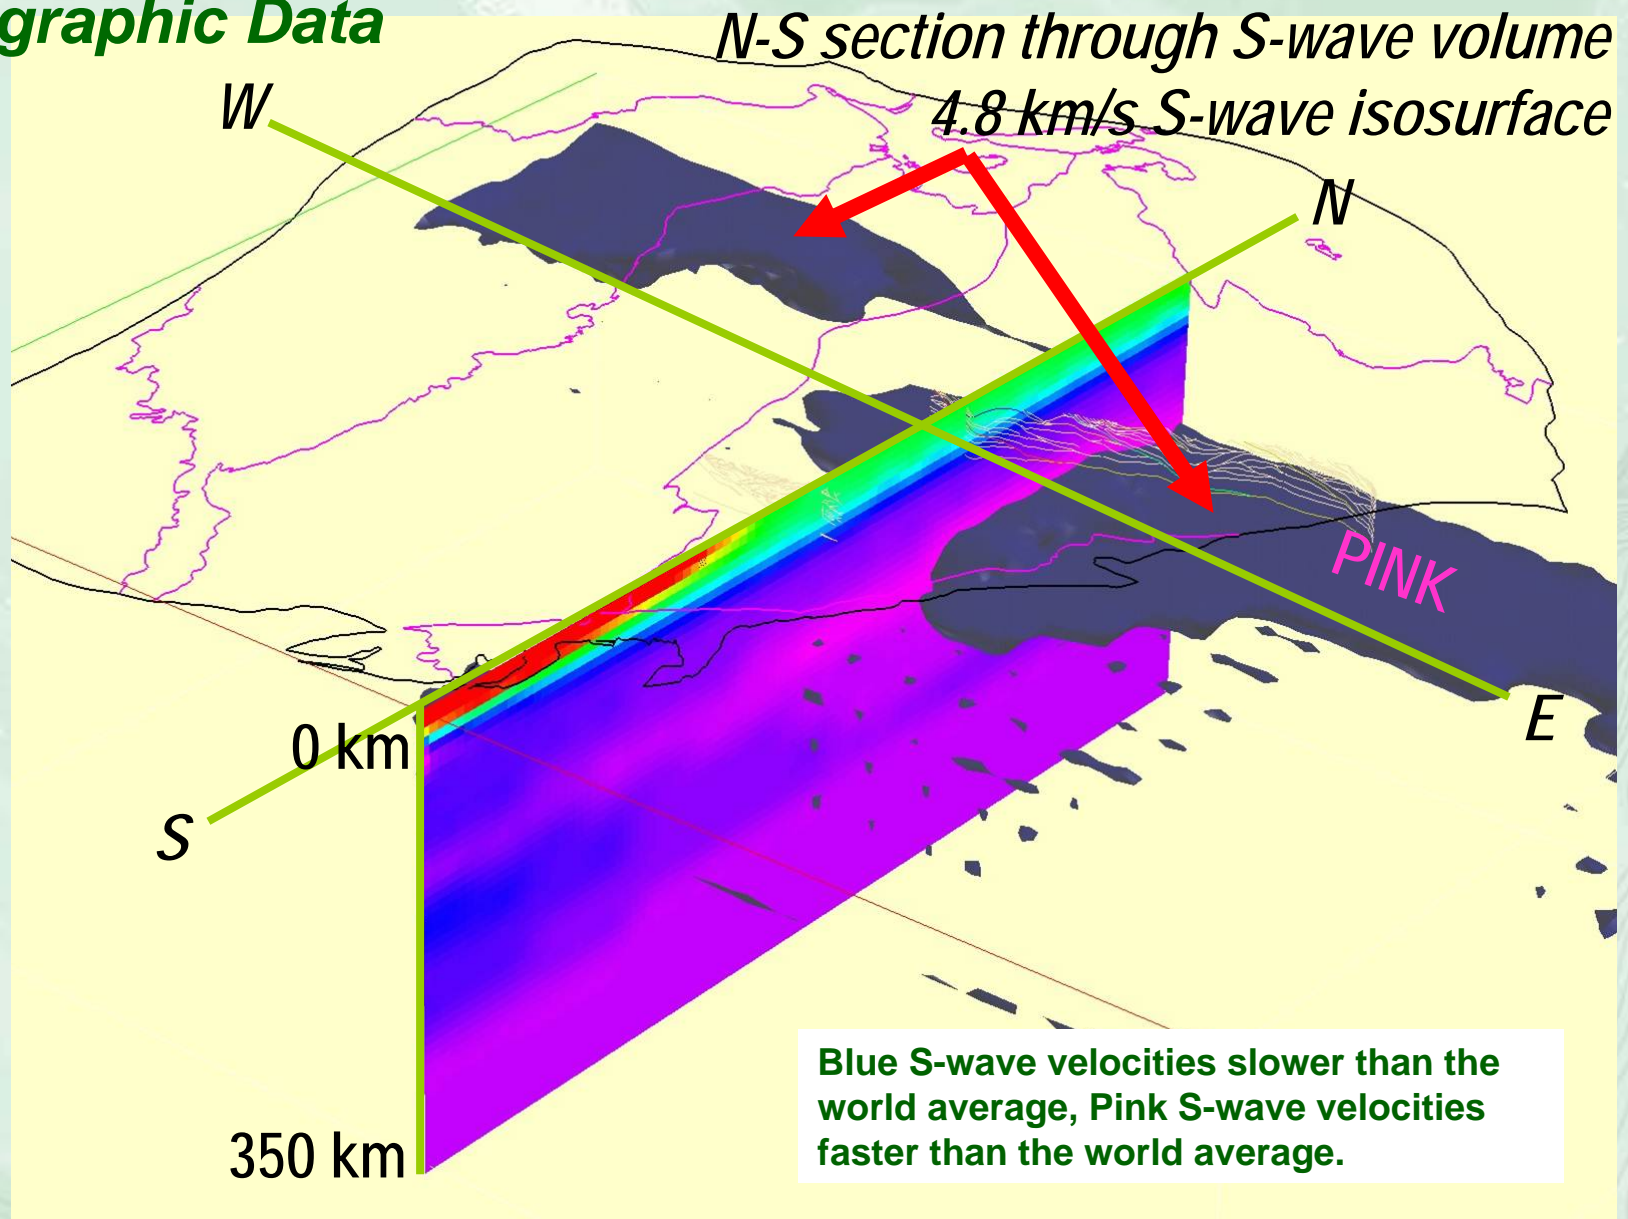 graphic Data
N-S section through S-wave volume
4.8 km/s S-wave isosurface
W
N
PINK
E
0 km
S
350 km
Blue S-wave velocities slower than the
world average, Pink S-wave velocities
faster than the world average.